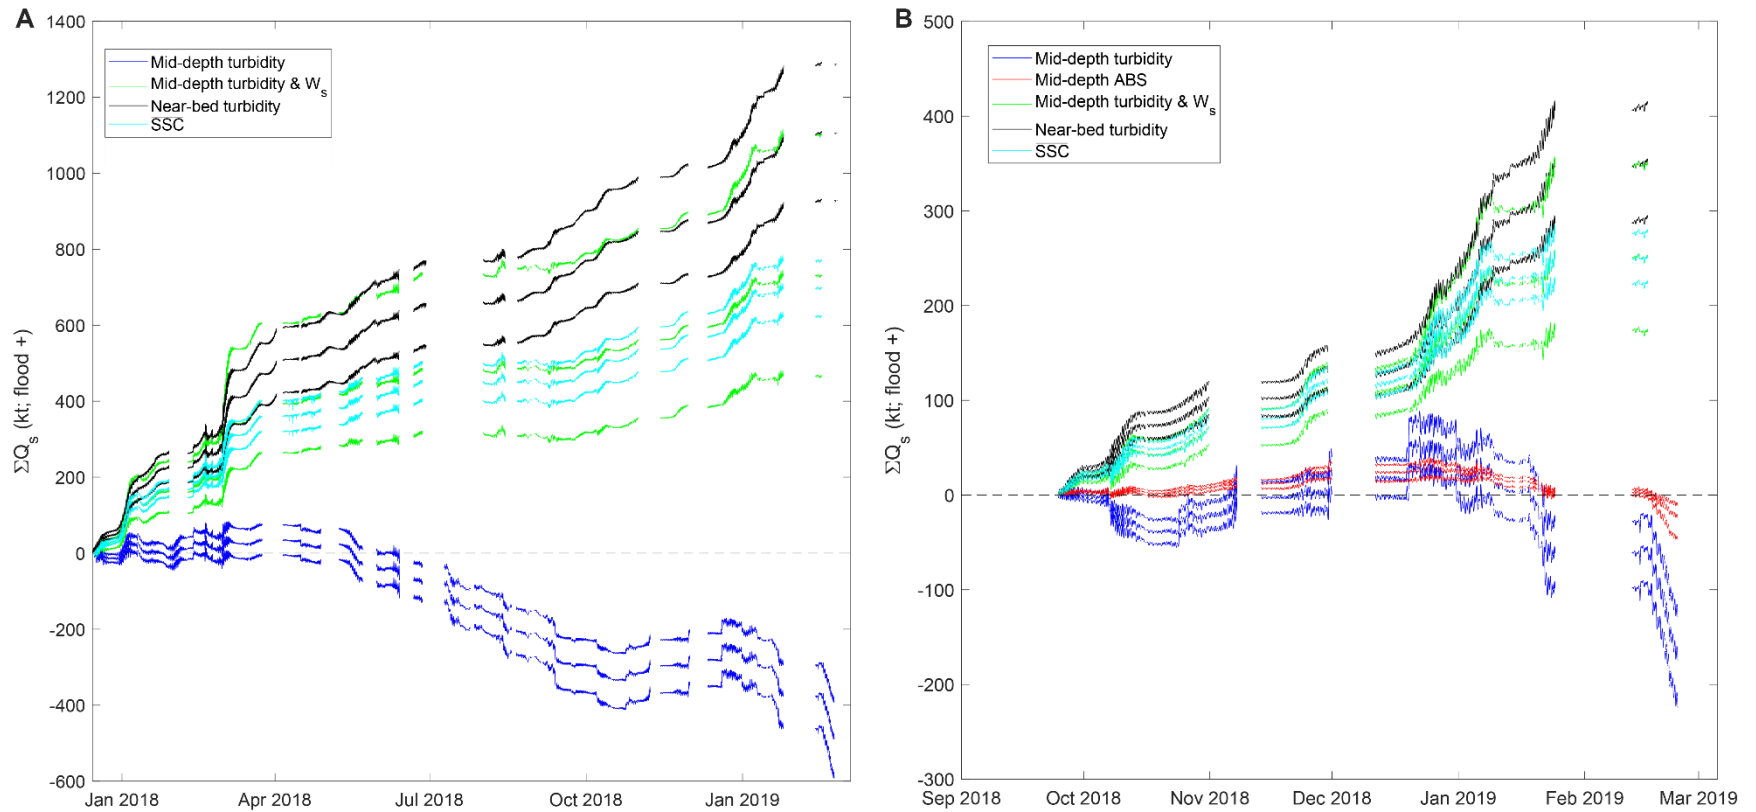 A
1400
1200
1000
800
600
400
200
0
-200
-400
-600
ΣQs (kt; flood +)
Mid-depth turbidity
Mid-depth turbidity & Ws
Near-bed turbidity
SSC
Jan 2018
Apr 2018
Jul 2018
Oct 2018
Jan 2019
B
500
400
300
200
100
0
-100
-200
-300
ΣQs (kt; flood +)
Mid-depth turbidity
Mid-depth ABS
Mid-depth turbidity & Ws
Near-bed turbidity
SSC
Sep 2018
Oct 2018
Nov 2018
Dec 2018
Jan 2019
Feb 2019
Mar 2019